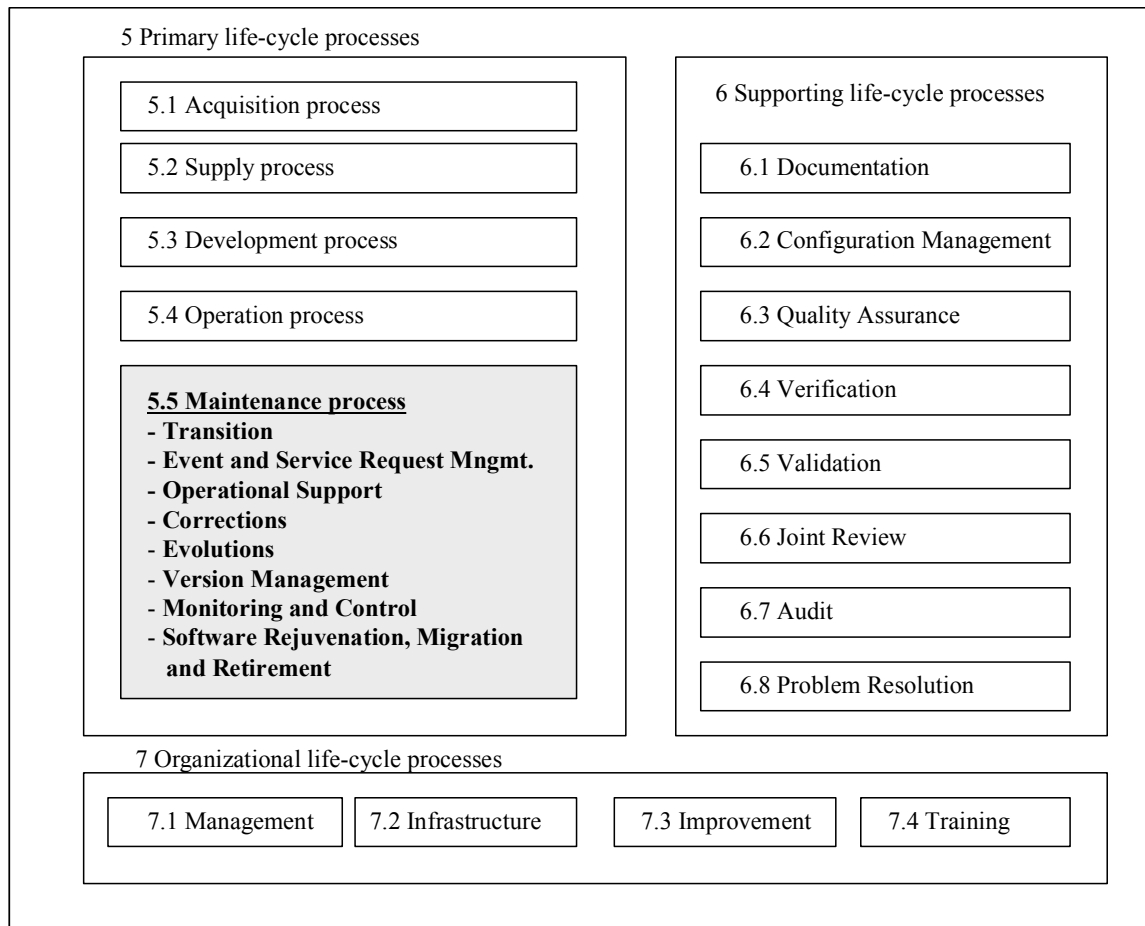 5 Primary life-cycle processes
5.1 Acquisition process
5.2 Supply process
5.3 Development process
5.4 Operation process
5.5 Maintenance process
- Transition
- Event and Service Request Mngmt.
- Operational Support
- Corrections
- Evolutions
- Version Management
- Monitoring and Control
- Software Rejuvenation, Migration
and Retirement
6 Supporting life-cycle processes
6.1 Documentation
6.2 Configuration Management
6.3 Quality Assurance
6.4 Verification
6.5 Validation
6.6 Joint Review
6.7 Audit
6.8 Problem Resolution
7 Organizational life-cycle processes
7.1 Management
7.2 Infrastructure
7.3 Improvement
7.4 Training